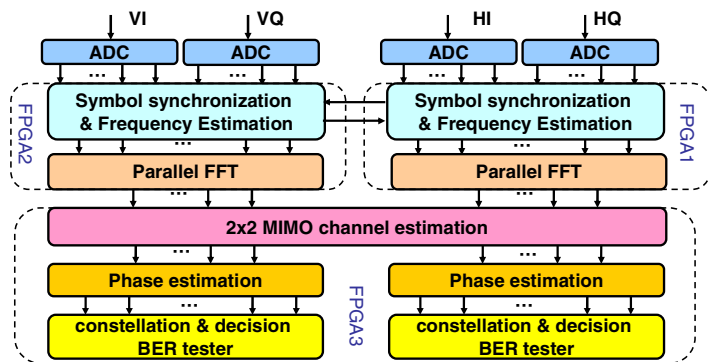 VI VQ HI HQ
ADC ADC ADC ADC
... ... ... ...
Symbol synchronization & Frequency Estimation
Symbol synchronization & Frequency Estimation
FPGA2
FPGA1
... ...
Parallel FFT Parallel FFT
... ...
2x2 MIMO channel estimation
... ...
Phase estimation Phase estimation
FPGA3
... ...
constellation & decision
BER tester
constellation & decision
BER tester